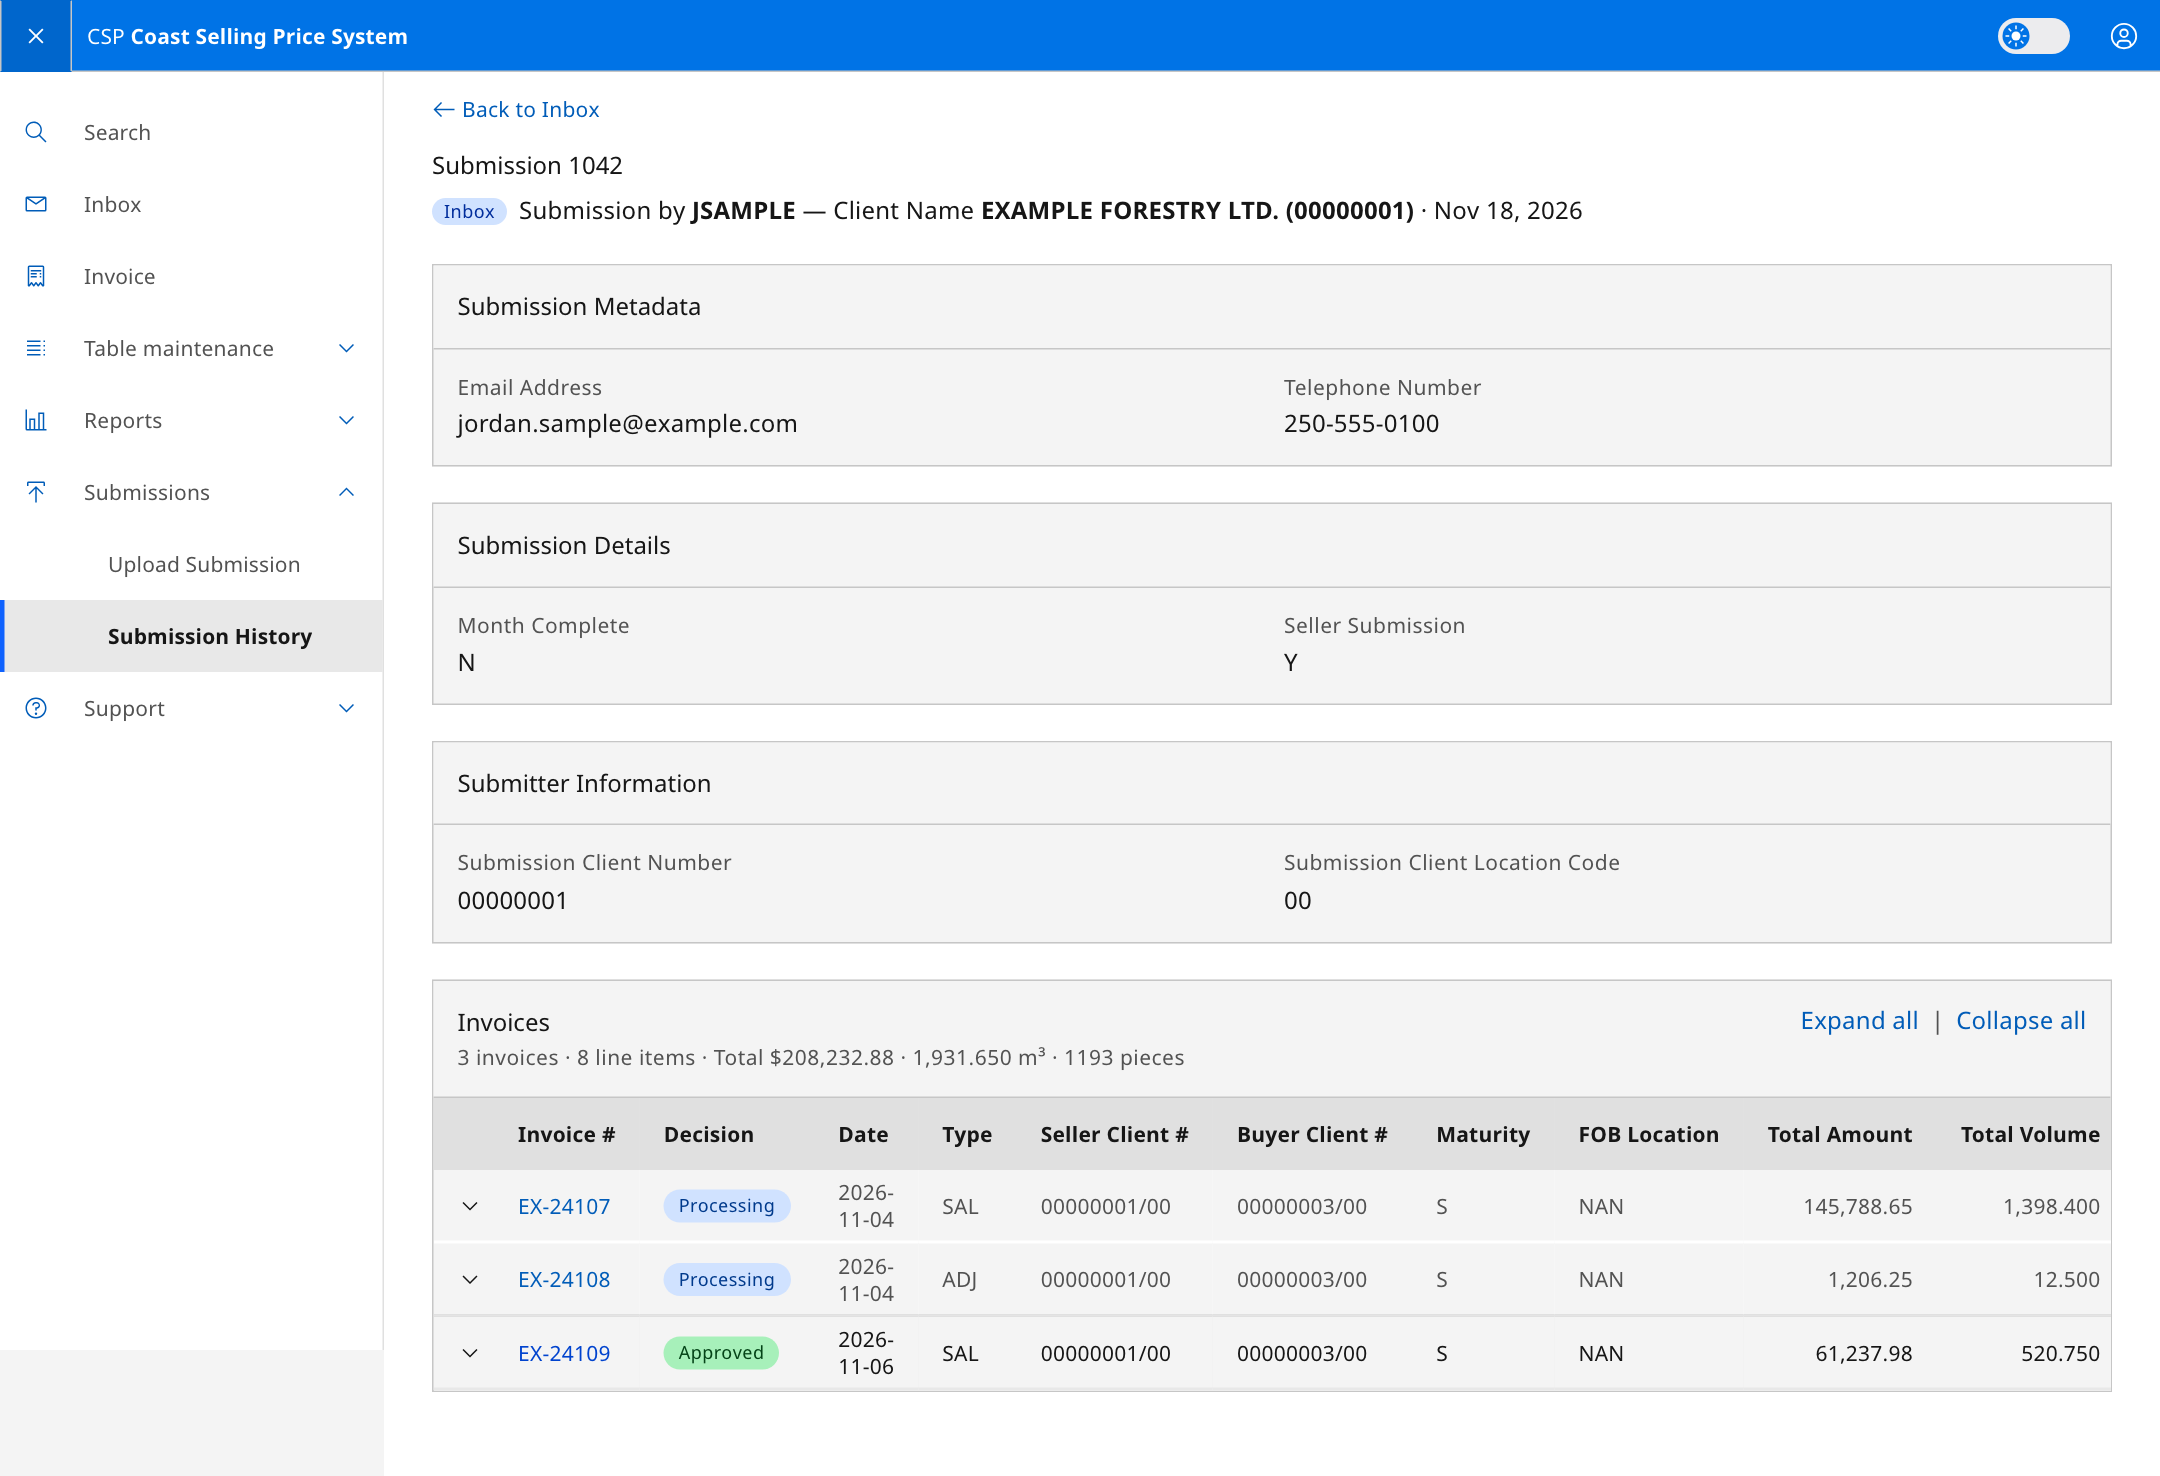 CSP Coast Selling Price System
Search
Inbox
Invoice
Table maintenance
Reports
Submissions
Upload Submission
Submission History
Support
← Back to Inbox
Submission 1042
Inbox Submission by JSAMPLE — Client Name EXAMPLE FORESTRY LTD. (00000001) · Nov 18, 2026
Submission Metadata
Email Address Telephone Number
jordan.sample@example.com 250-555-0100
Submission Details
Month Complete Seller Submission
N Y
Submitter Information
Submission Client Number Submission Client Location Code
00000001 00
Invoices Expand all | Collapse all
3 invoices · 8 line items · Total $208,232.88 · 1,931.650 m³ · 1193 pieces
Invoice # Decision Date Type Seller Client # Buyer Client # Maturity FOB Location Total Amount Total Volume
EX-24107 Processing 2026-11-04 SAL 00000001/00 00000003/00 S NAN 145,788.65 1,398.400
EX-24108 Processing 2026-11-04 ADJ 00000001/00 00000003/00 S NAN 1,206.25 12.500
EX-24109 Approved 2026-11-06 SAL 00000001/00 00000003/00 S NAN 61,237.98 520.750